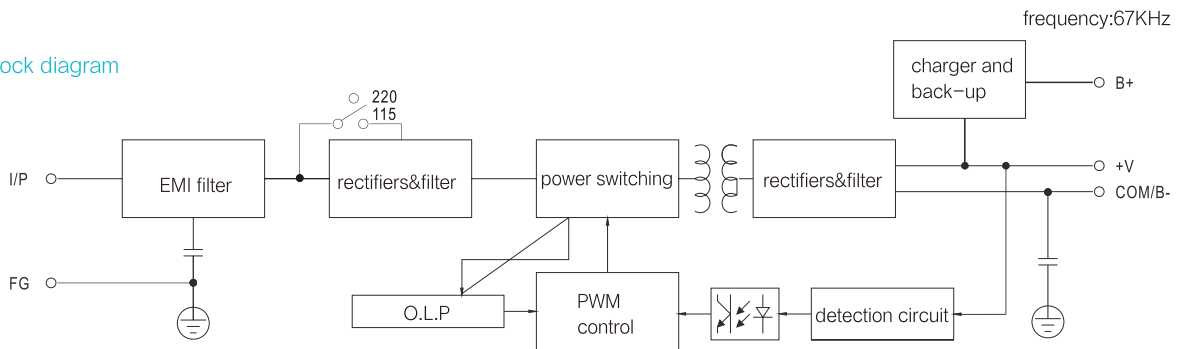 frequency:67KHz
ock diagram
charger and
back-up
B+
220
115
I/P
EMI filter
rectifiers&filter
power switching
rectifiers&filter
+V
COM/B-
FG
O.L.P
PWM
control
detection circuit